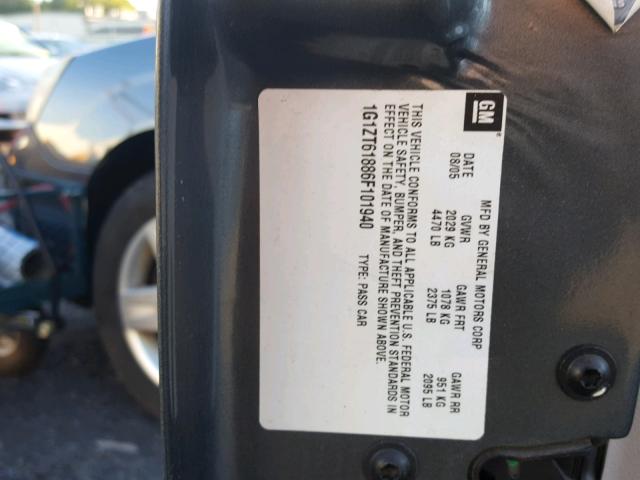 GM
MFD BY GENERAL MOTORS CORP
DATE GVWR GAWR FRT GAWR RR
08/05 2029 KG 1078 KG 951 KG
4470 LB 2375 LB 2095 LB
THIS VEHICLE CONFORMS TO ALL APPLICABLE U.S. FEDERAL MOTOR
VEHICLE SAFETY, BUMPER, AND THEFT PREVENTION STANDARDS IN
EFFECT ON THE DATE OF MANUFACTURE SHOWN ABOVE.
1G1ZT61886F101940 TYPE: PASS CAR